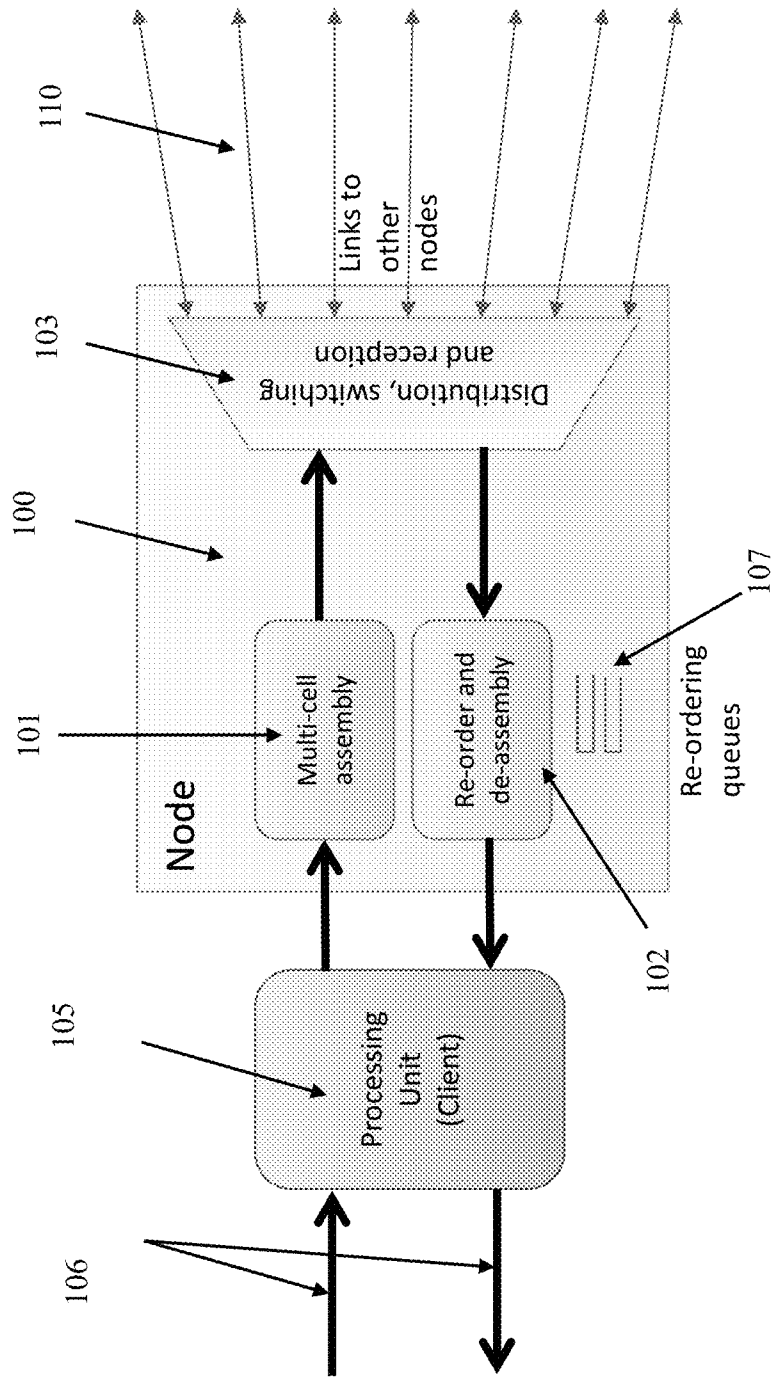 106
105
Processing
Unit
(Client)
102
Node
101
Multi-cell
assembly
Re-order and
de-assembly
Re-ordering
queues
107
100
103
Distribution, switching
and reception
Links to
other
nodes
110